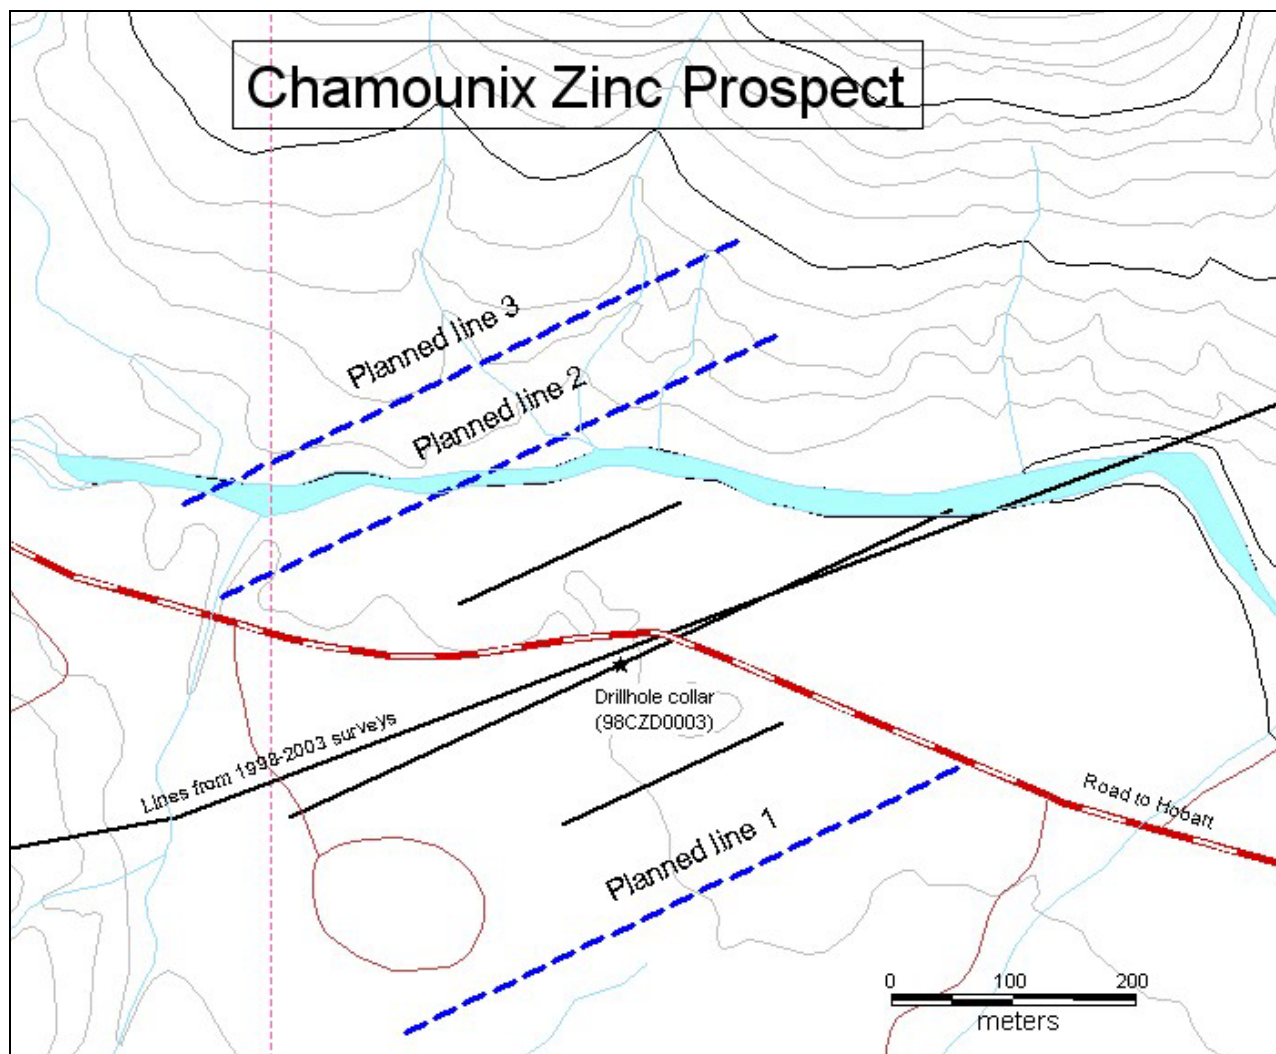 Chamounix Zinc Prospect
Planned line 3
Planned line 2
Drillhole collar
(98CZD0003)
Lines from 1998-2003 surveys
Road to Hobart
Planned line 1
0 100 200
meters